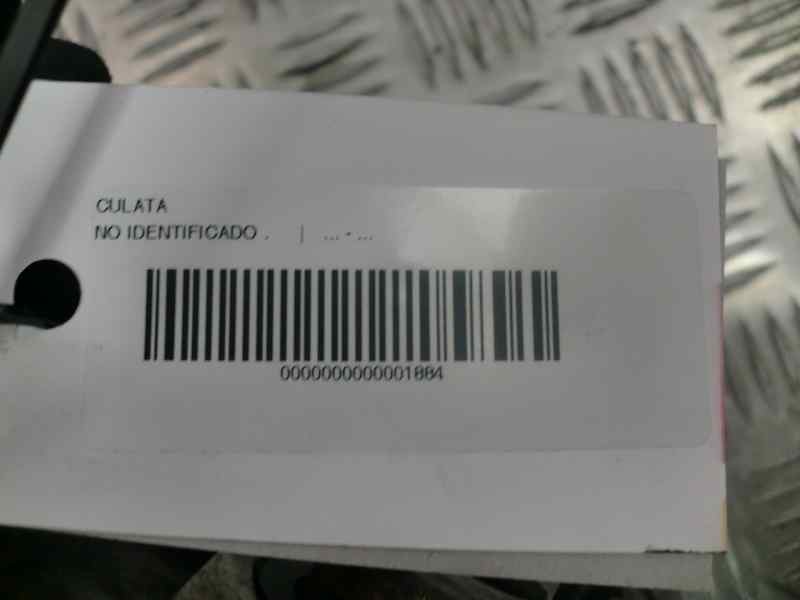 CULATA
NO IDENTIFICADO . | ... - ...
0000000000001884